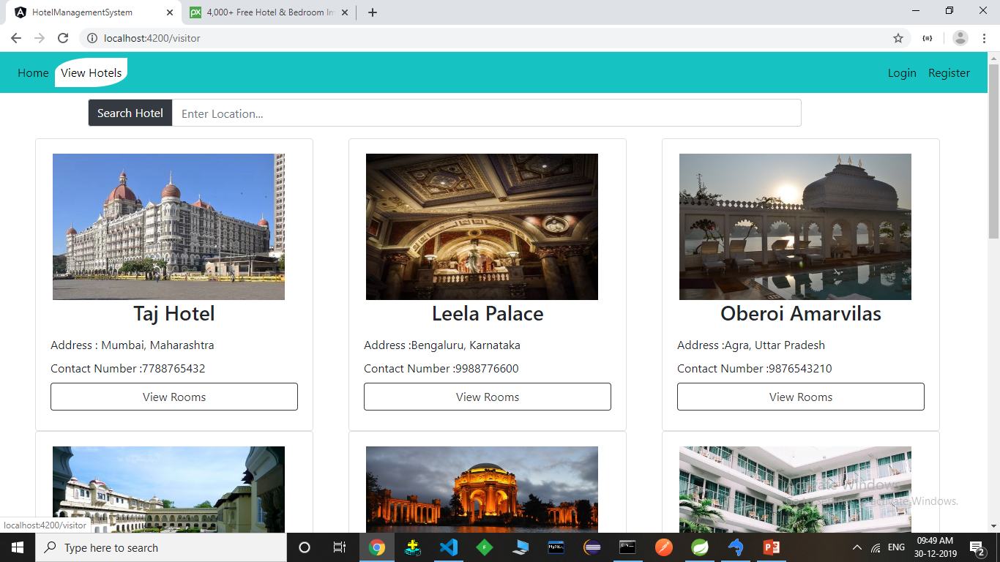 HotelManagementSystem
px 4,000+ Free Hotel & Bedroom Im
localhost:4200/visitor
Home View Hotels Login Register
Search Hotel Enter Location...
Taj Hotel
Address : Mumbai, Maharashtra
Contact Number :7788765432
View Rooms
Leela Palace
Address :Bengaluru, Karnataka
Contact Number :9988776600
View Rooms
Oberoi Amarvilas
Address :Agra, Uttar Pradesh
Contact Number :9876543210
View Rooms
Activate Windows
activate Windows.
localhost:4200/visitor
Type here to search
MySQL
ENG
09:49 AM
30-12-2019
2